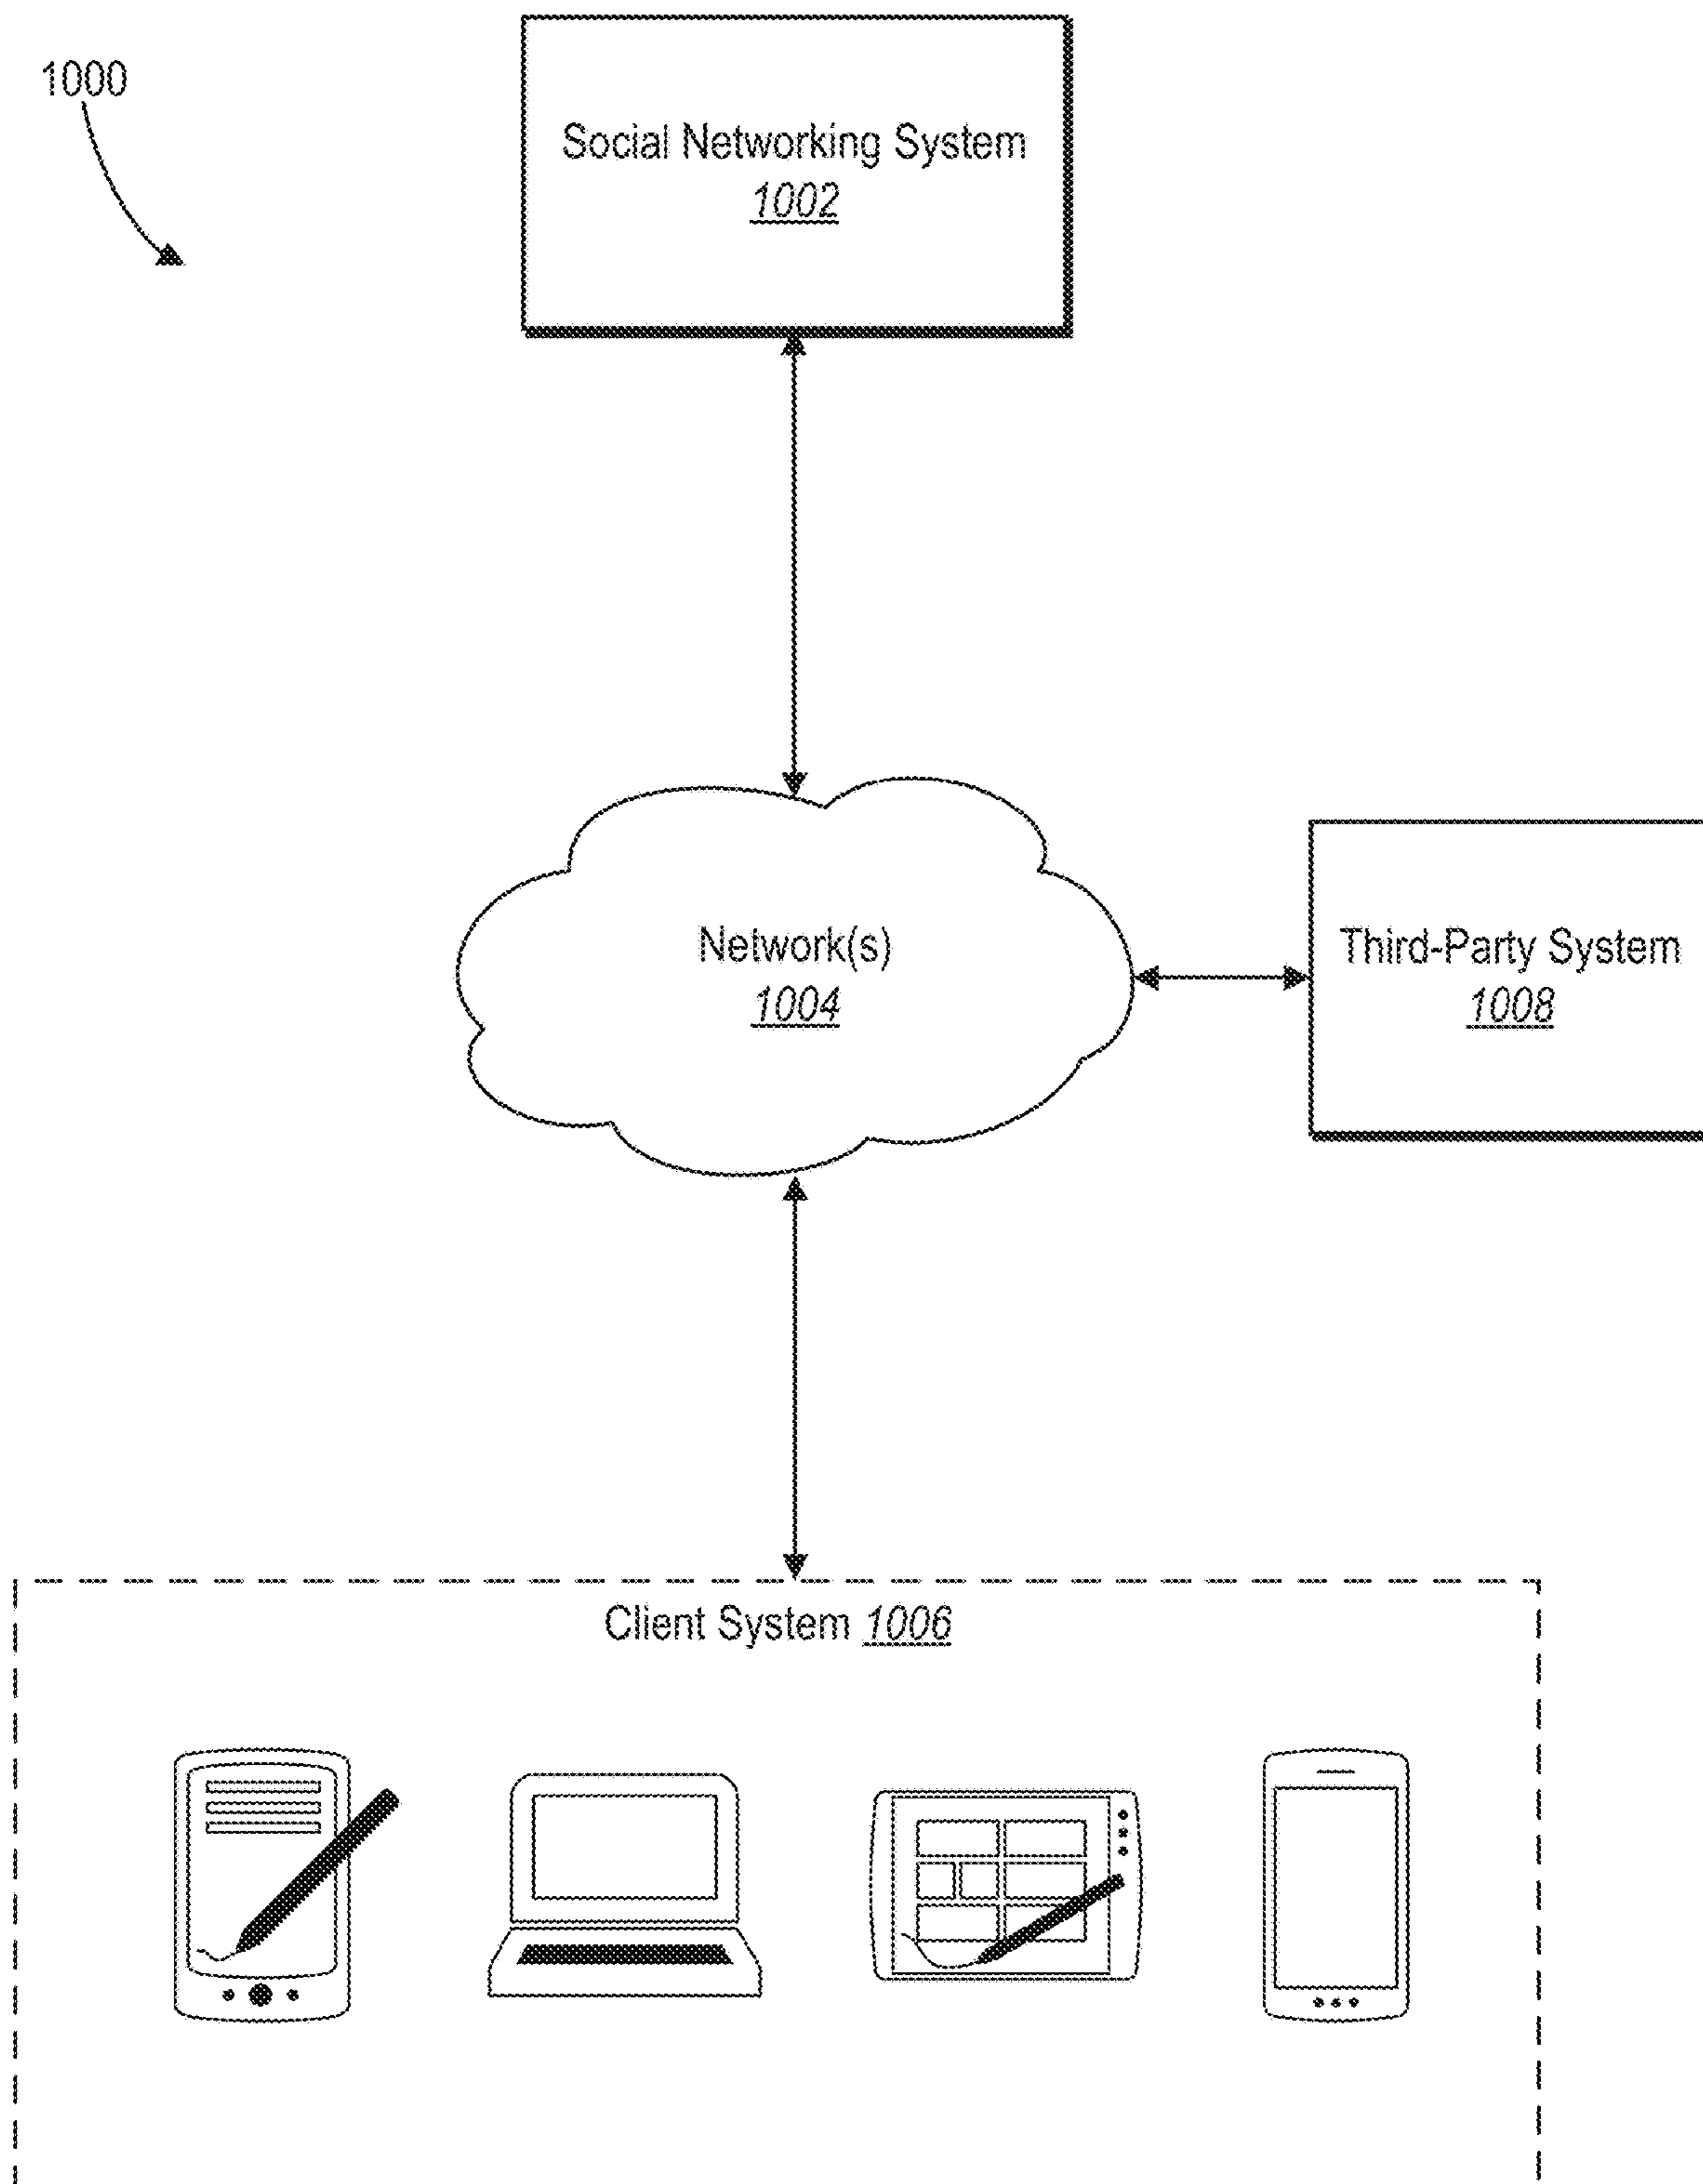 1000
Social Networking System
1002
Network(s)
1004
Third-Party System
1008
Client System 1006